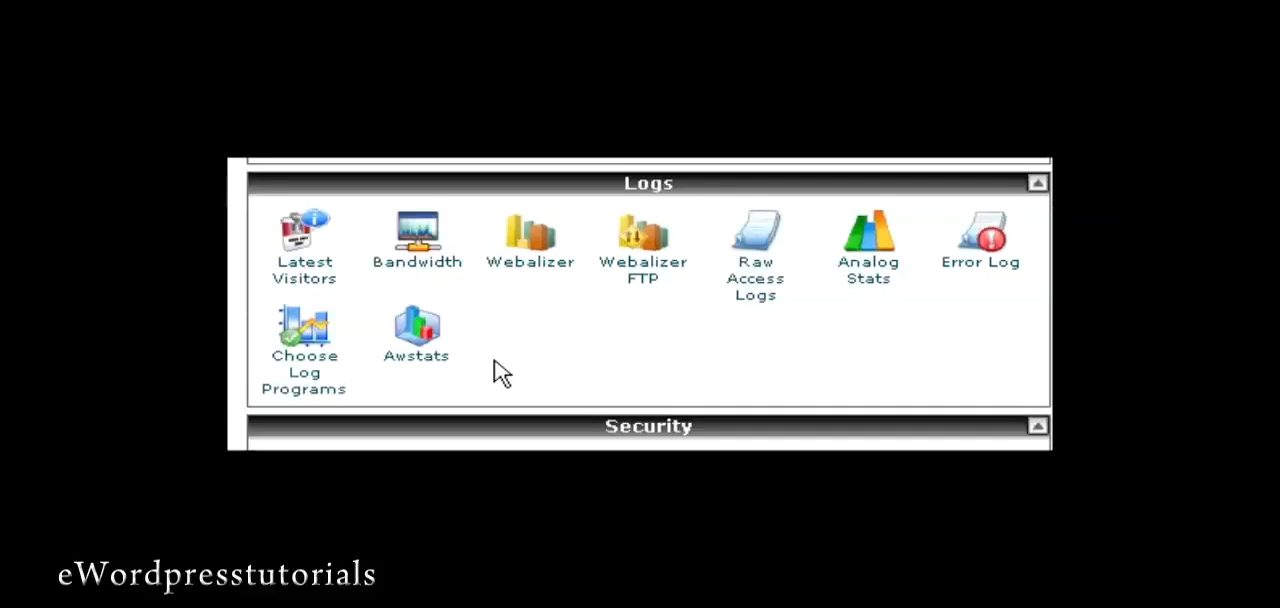 Logs
Latest
Visitors
Bandwidth
Webalizer
Webalizer
FTP
Raw
Access
Logs
Analog
Stats
Error Log
Choose
Log
Programs
Awstats
Security
eWordpresstutorials